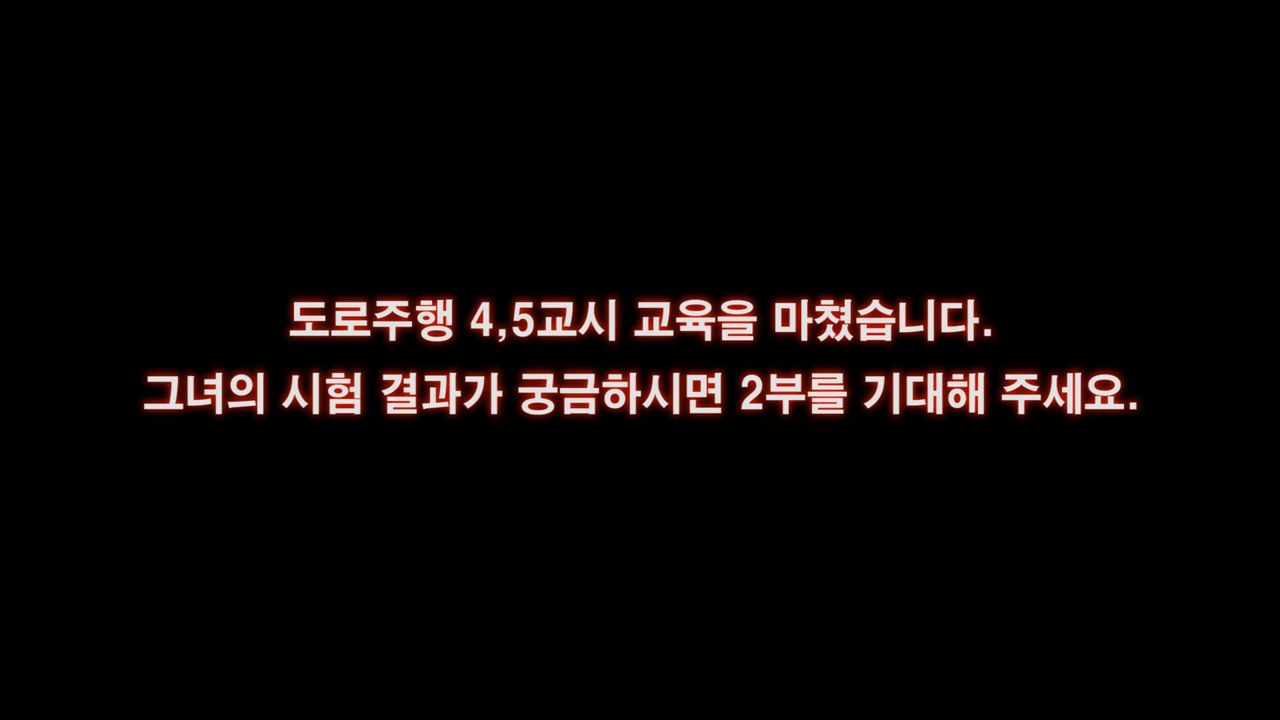 도로주행 4,5교시 교육을 마쳤습니다.
그녀의 시험 결과가 궁금하시면 2부를 기대해 주세요.